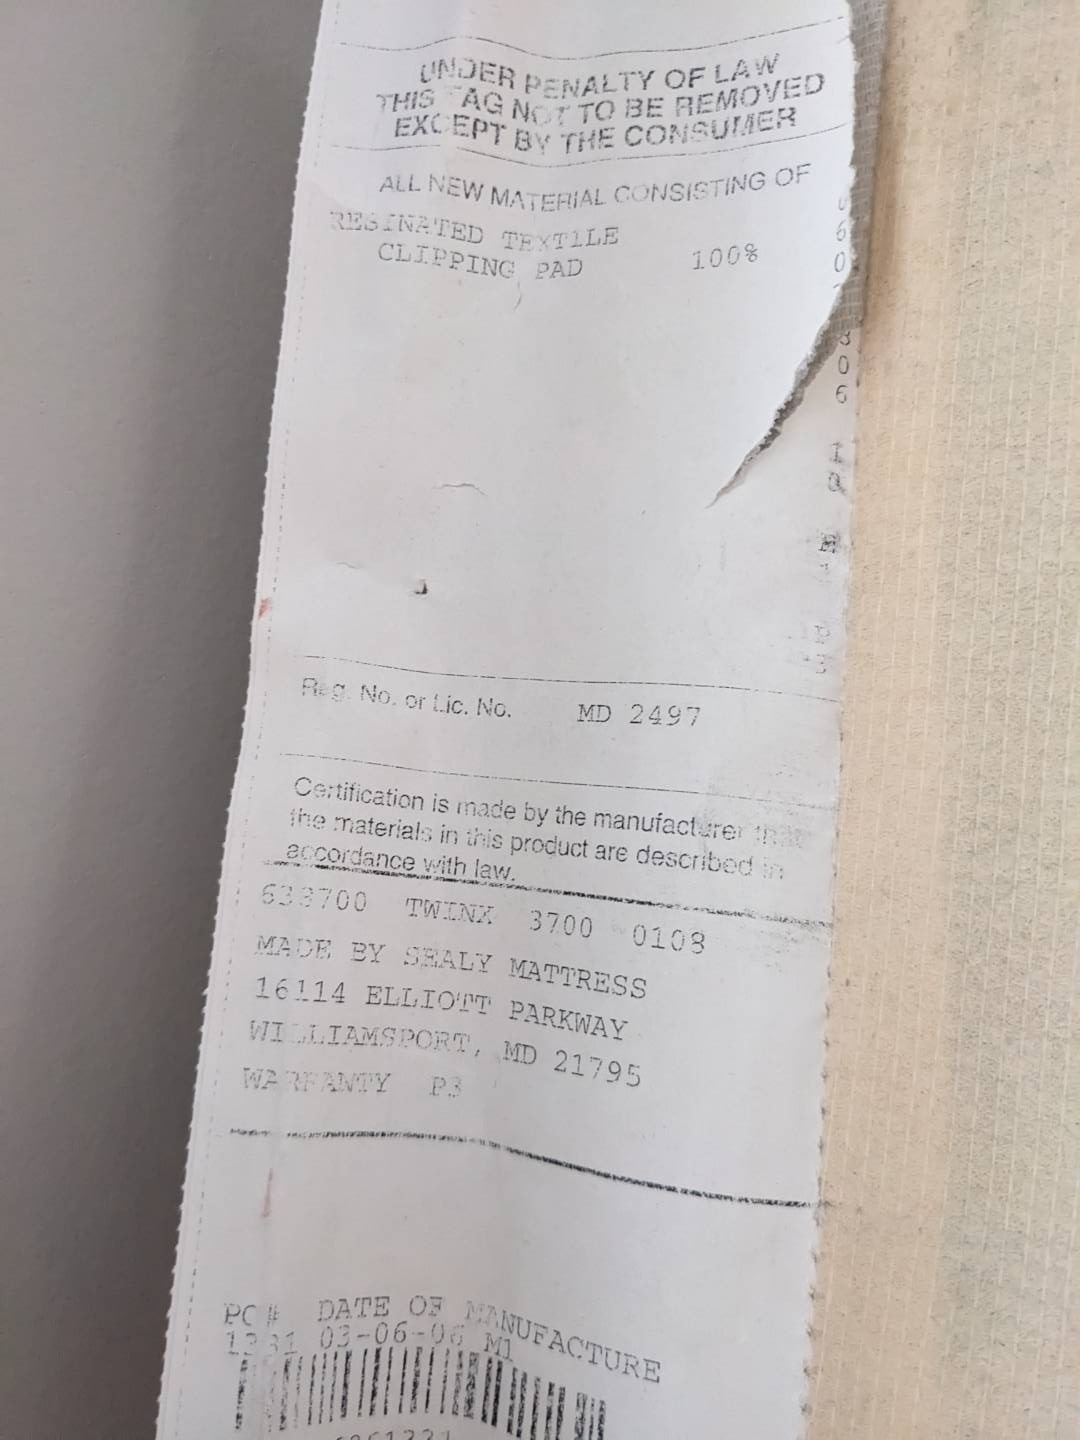 UNDER PENALTY OF LAW
THIS TAG NOT TO BE REMOVED
EXCEPT BY THE CONSUMER
ALL NEW MATERIAL CONSISTING OF
RESINATED TEXTILE
CLIPPING PAD 100%
Reg. No. or Lic. No. MD 2497
Certification is made by the manufacturer that
the materials in this product are described in
accordance with law.
633700 TWINX 3700 0108
MADE BY SEALY MATTRESS
16114 ELLIOTT PARKWAY
WILLIAMSPORT, MD 21795
WARRANTY P3
PO# DATE OF MANUFACTURE
03-06-06 M1